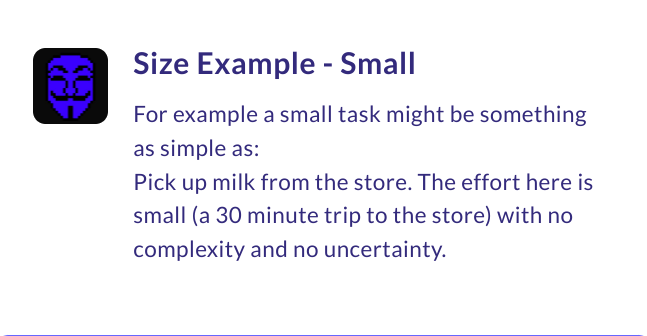 Size Example - Small
For example a small task might be something
as simple as:
Pick up milk from the store. The effort here is
small (a 30 minute trip to the store) with no
complexity and no uncertainty.